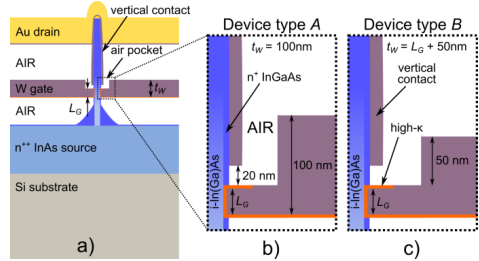 vertical contact
Au drain
air pocket
AIR
W gate
t_W
AIR
L_G
n⁺⁺ InAs source
Si substrate
a)
Device type A
t_W = 100nm
n⁺ InGaAs
AIR
i-In(Ga)As
20 nm
100 nm
L_G
b)
Device type B
t_W = L_G + 50nm
vertical
contact
high-κ
i-In(Ga)As
50 nm
L_G
c)